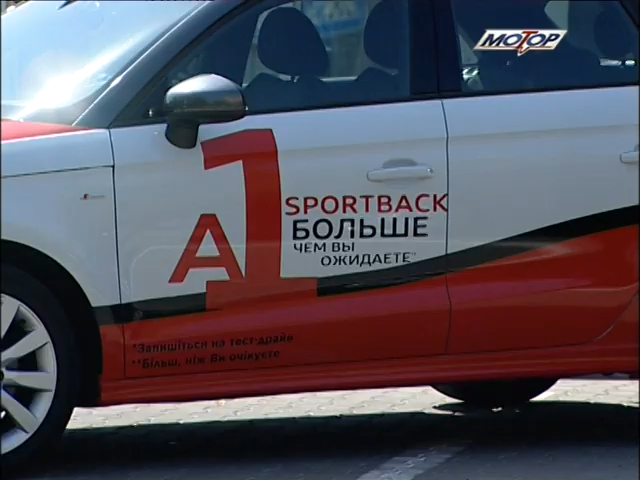 МОТОР
A1
SPORTBACK
БОЛЬШЕ
ЧЕМ ВЫ
ОЖИДАЕТЕ**
*Запишіться на тест-драйв
**Більш, ніж Ви очікуєте